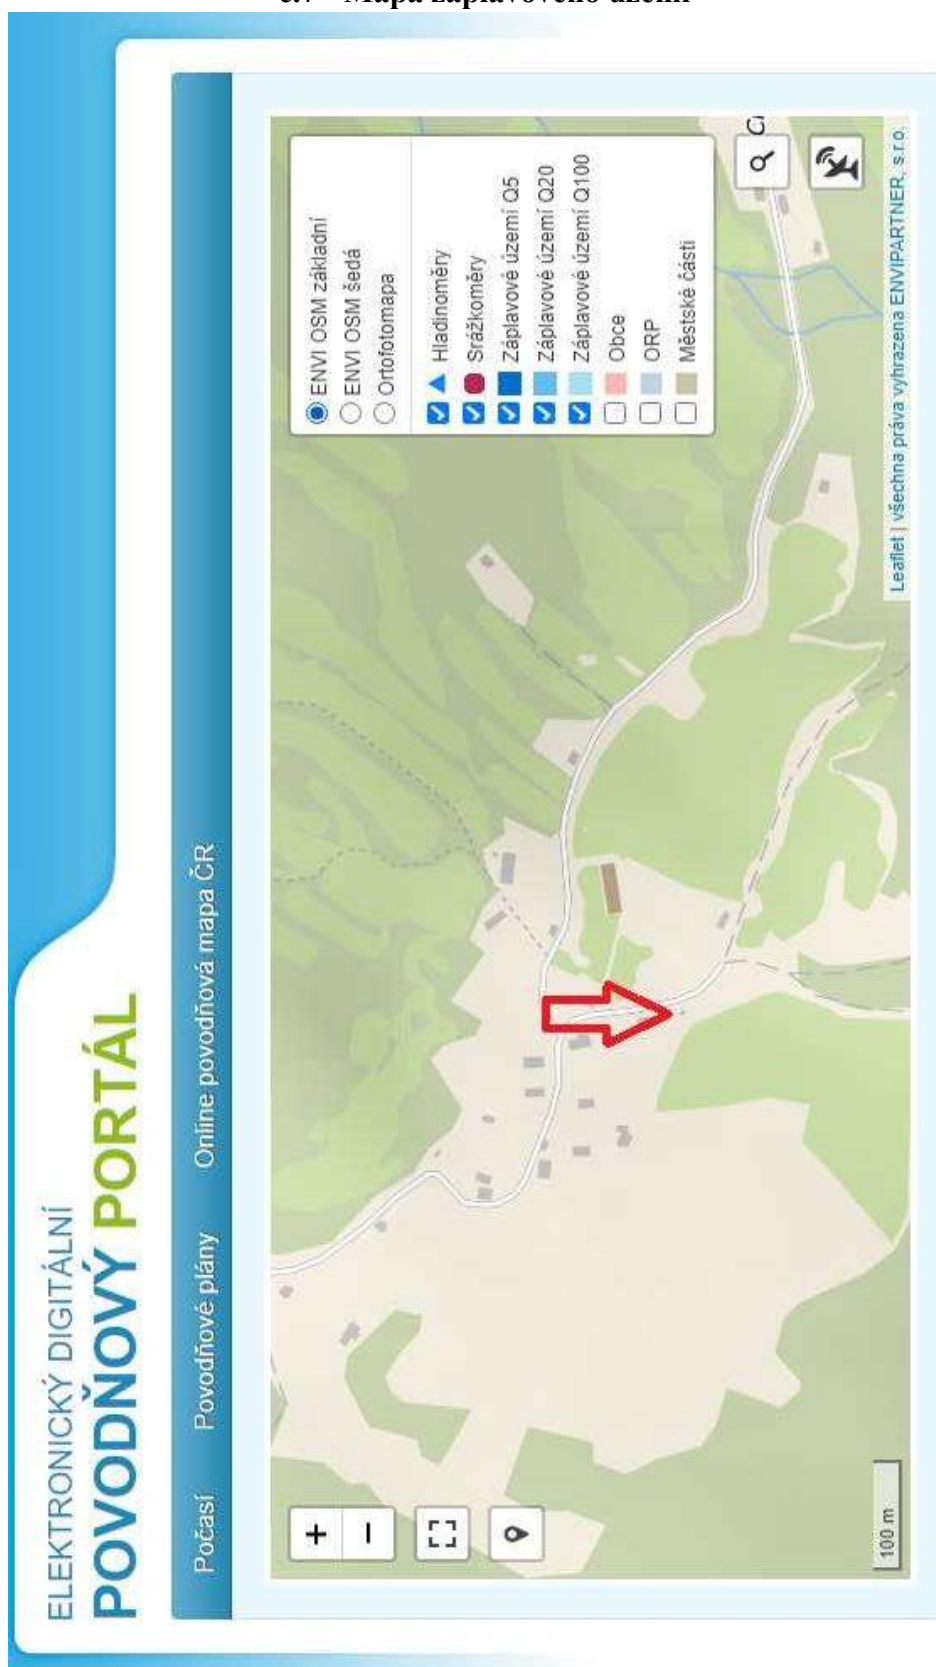 Mapa záplavového území
ELEKTRONICKÝ DIGITÁLNÍ
POVODŇOVÝ PORTÁL
Počasí Povodňové plány Online povodňová mapa ČR
+
−
ENVI OSM základní
ENVI OSM šedá
Ortofotomapa
Hladinoměry
Srážkoměry
Záplavové území Q5
Záplavové území Q20
Záplavové území Q100
Obce
ORP
Městské části
100 m
Leaflet | všechna práva vyhrazena ENVIPARTNER, s.r.o.